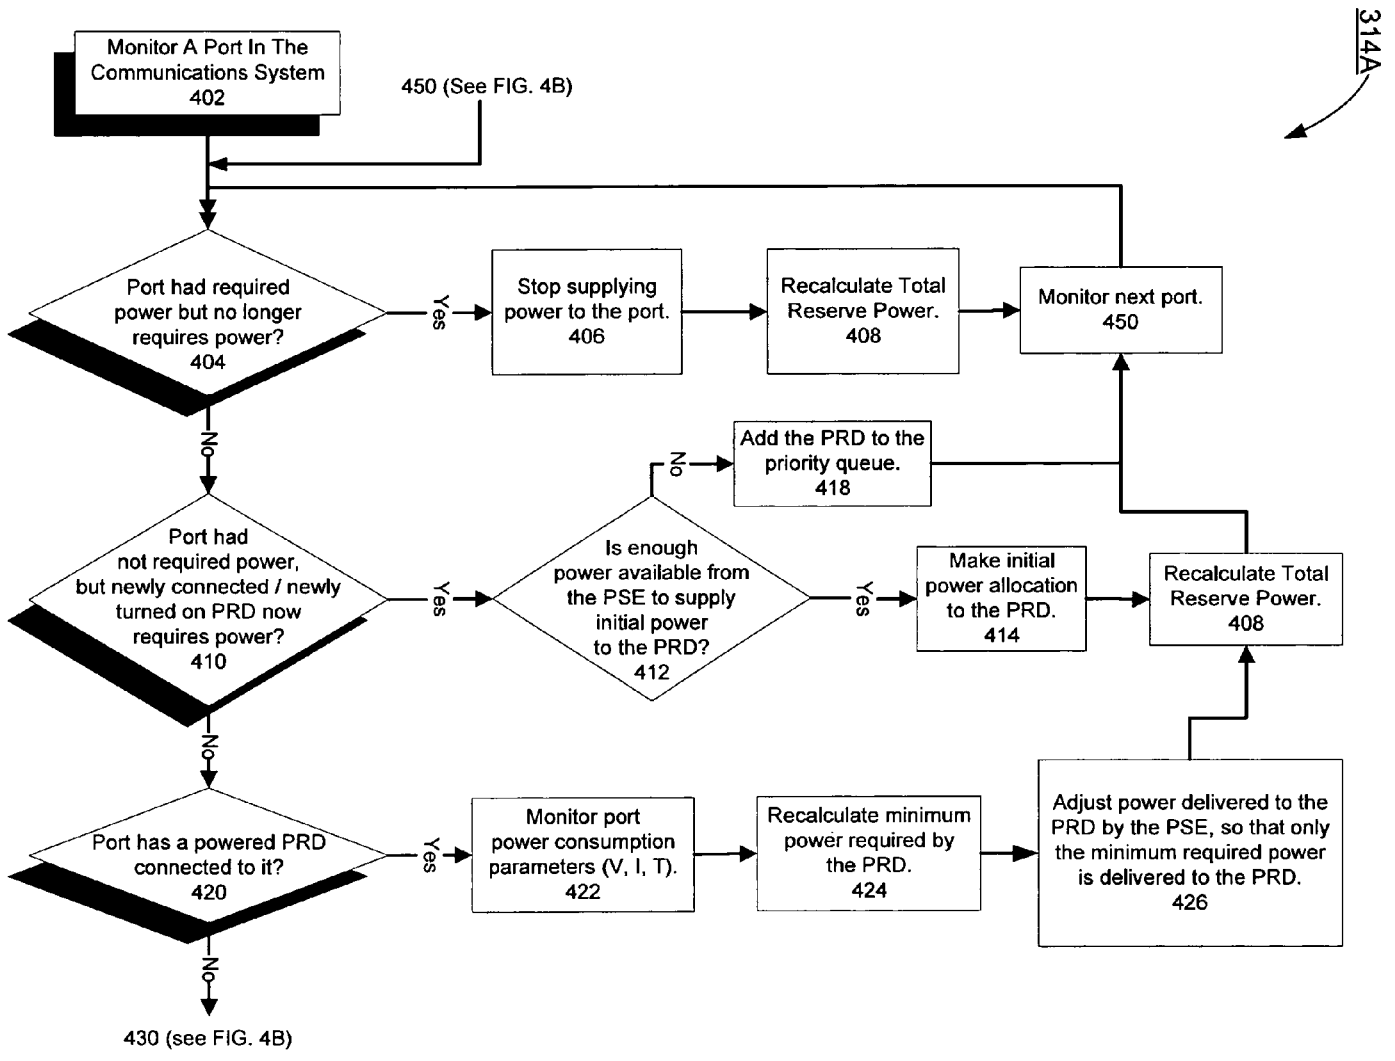 314A
Monitor A Port In The
Communications System
402
450 (See FIG. 4B)
Port had required
power but no longer
requires power?
404
Yes
Stop supplying
power to the port.
406
Recalculate Total
Reserve Power.
408
Monitor next port.
450
No
Port had
not required power,
but newly connected / newly
turned on PRD now
requires power?
410
Yes
Is enough
power available from
the PSE to supply
initial power
to the PRD?
412
No
Add the PRD to the
priority queue.
418
Yes
Make initial
power allocation
to the PRD.
414
Recalculate Total
Reserve Power.
408
No
Port has a powered PRD
connected to it?
420
Yes
Monitor port
power consumption
parameters (V, I, T).
422
Recalculate minimum
power required by
the PRD.
424
Adjust power delivered to the
PRD by the PSE, so that only
the minimum required power
is delivered to the PRD.
426
No
430 (see FIG. 4B)